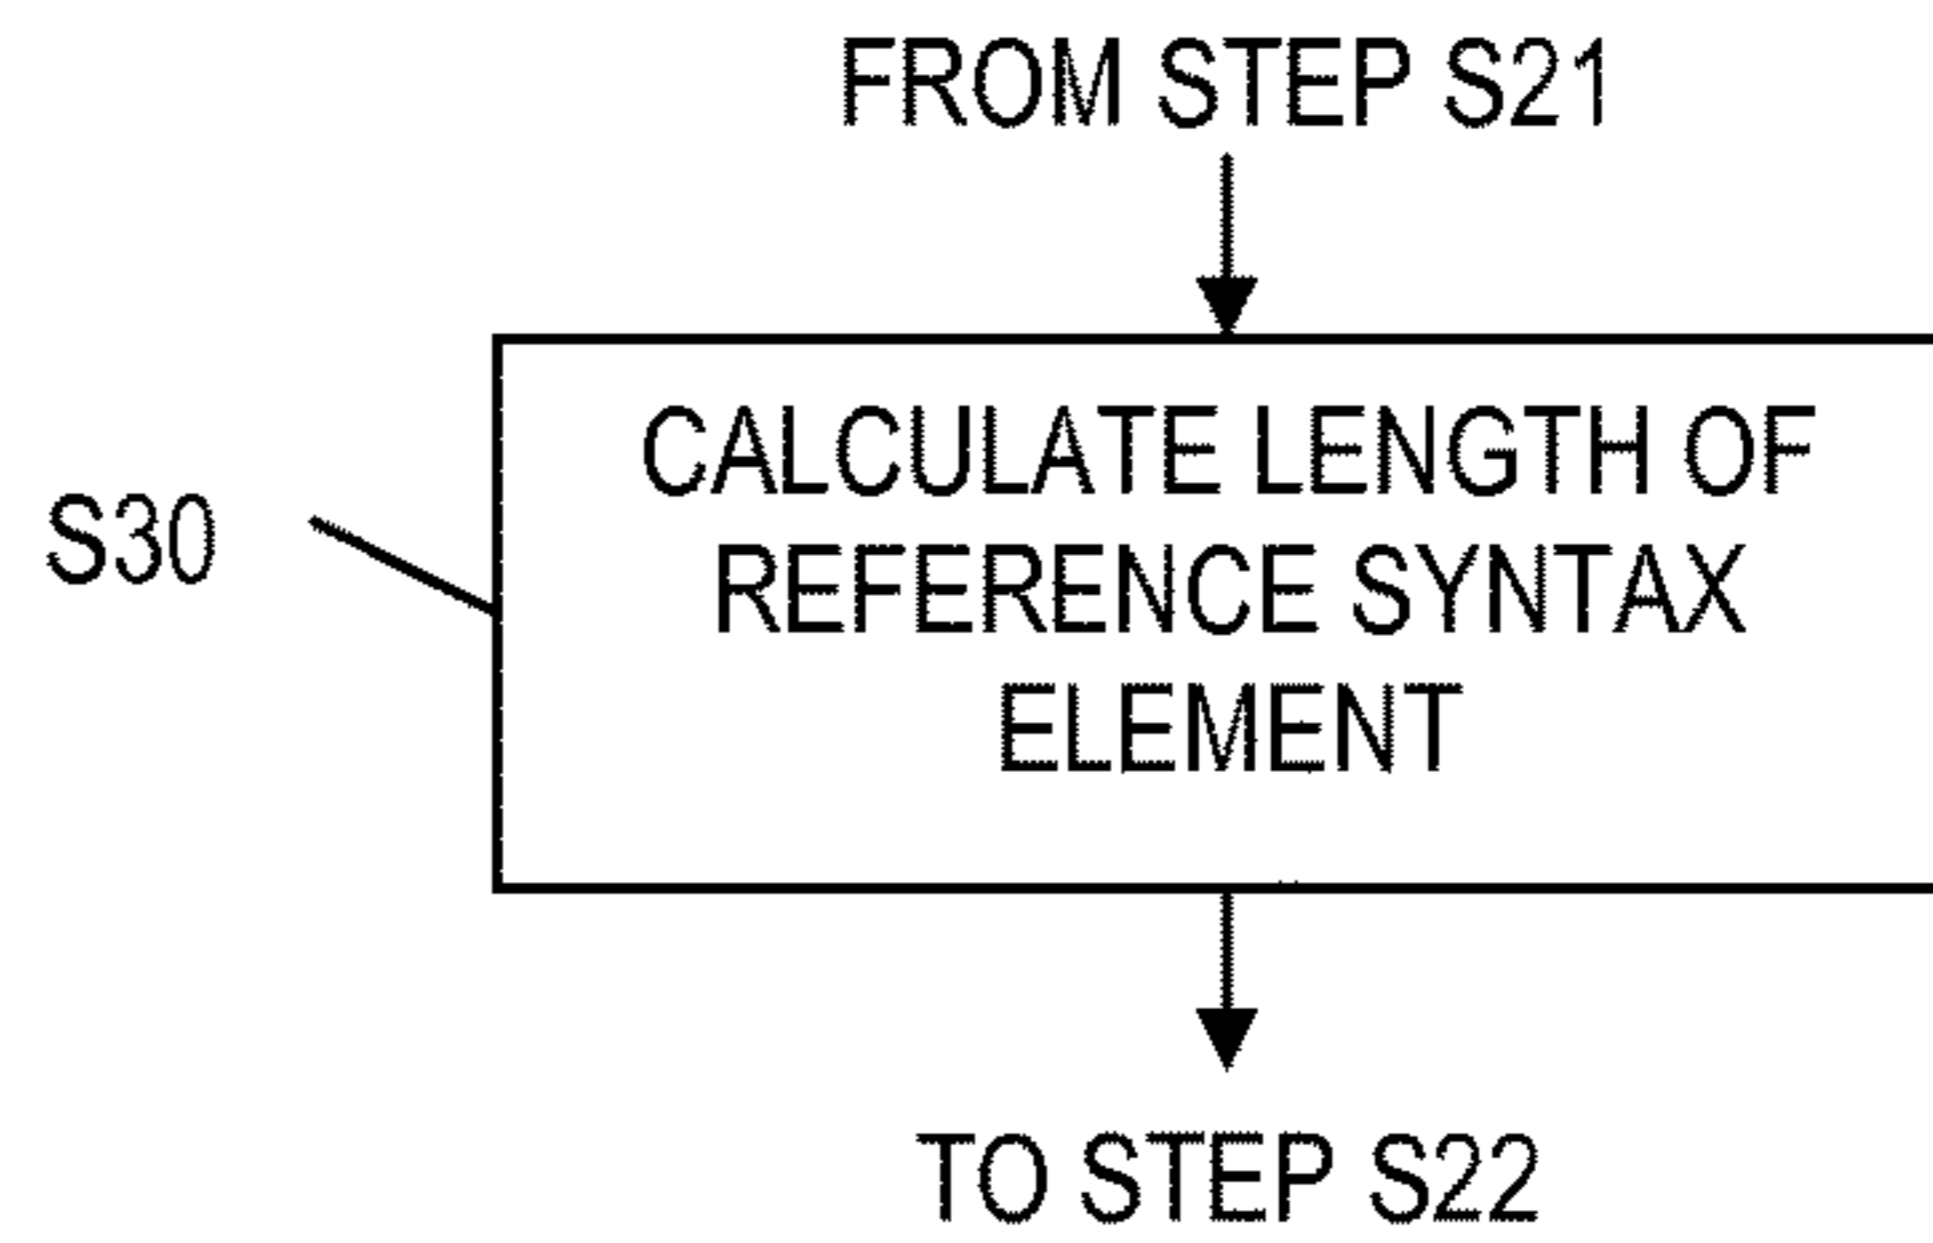 FROM STEP S21
CALCULATE LENGTH OF
REFERENCE SYNTAX
ELEMENT
S30
TO STEP S22